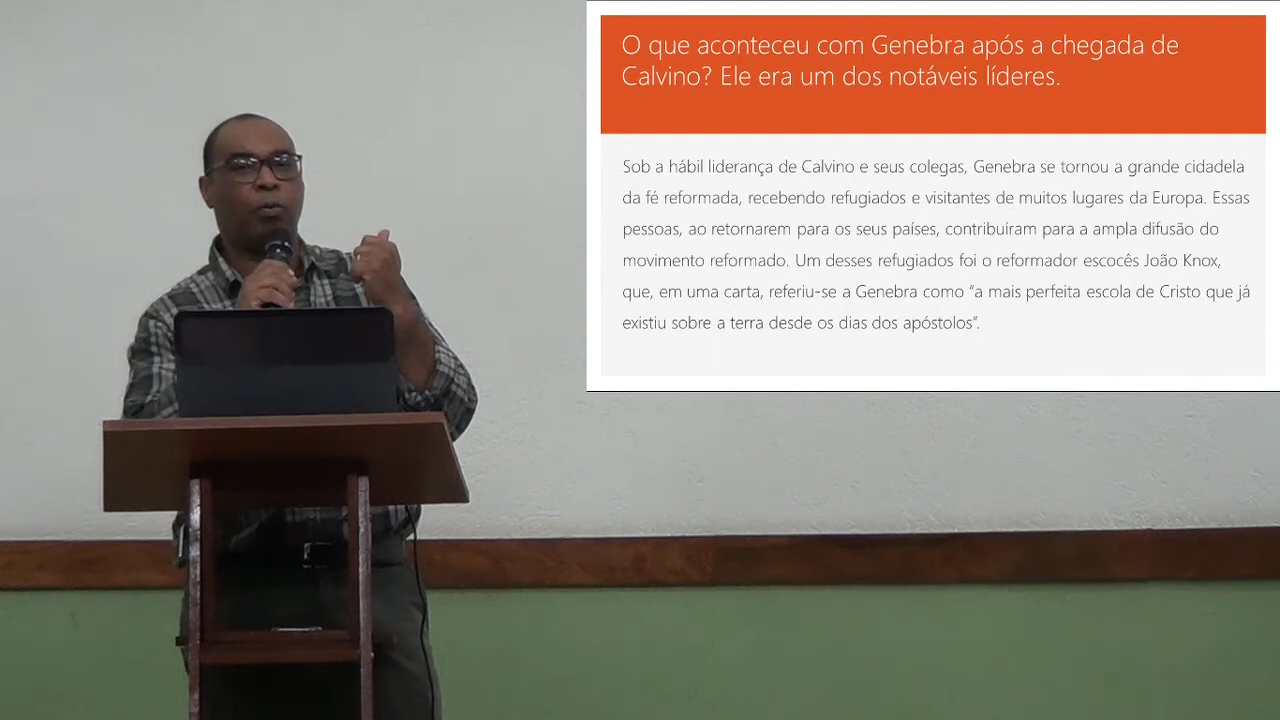 O que aconteceu com Genebra após a chegada de
Calvino? Ele era um dos notáveis líderes.
Sob a hábil liderança de Calvino e seus colegas, Genebra se tornou a grande cidadela
da fé reformada, recebendo refugiados e visitantes de muitos lugares da Europa. Essas
pessoas, ao retornarem para os seus países, contribuíram para a ampla difusão do
movimento reformado. Um desses refugiados foi o reformador escocês João Knox,
que, em uma carta, referiu-se a Genebra como “a mais perfeita escola de Cristo que já
existiu sobre a terra desde os dias dos apóstolos”.